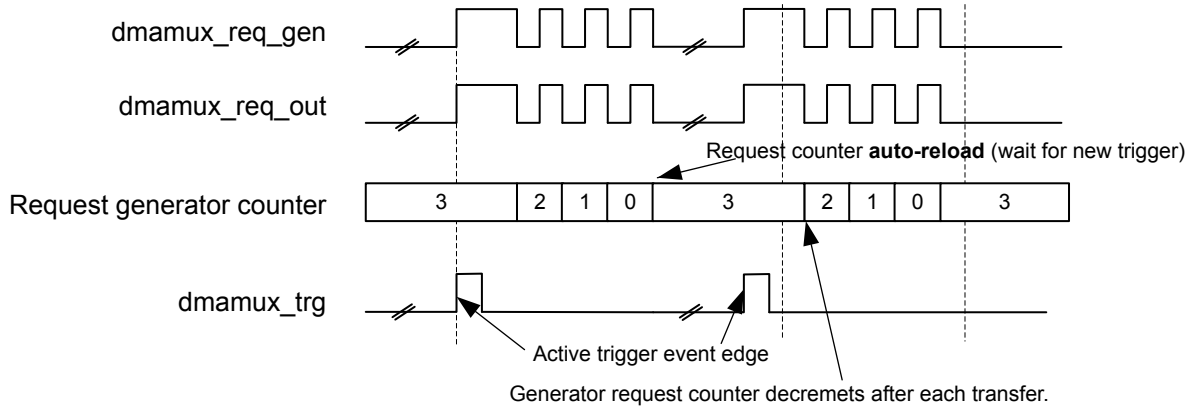 dmamux_req_gen
dmamux_req_out
Request counter auto-reload (wait for new trigger)
Request generator counter 3 2 1 0 3 2 1 0 3
dmamux_trg
Active trigger event edge
Generator request counter decremets after each transfer.